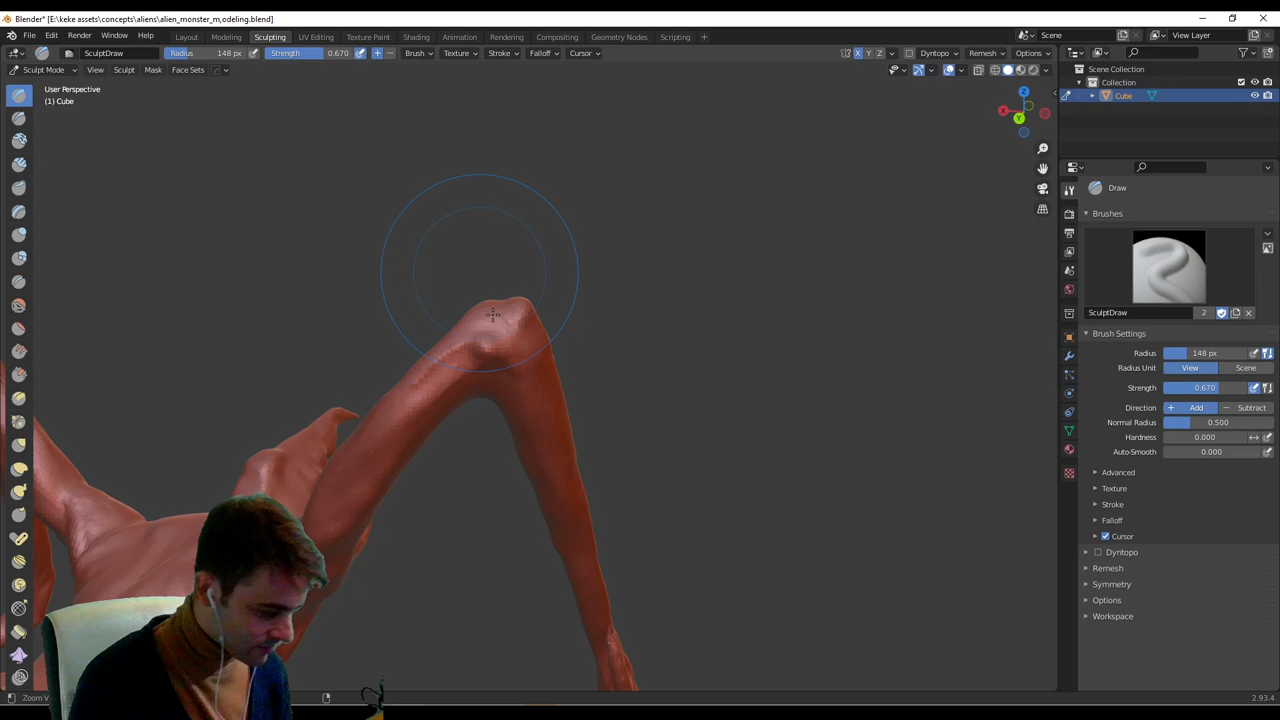 Blender* [E:\keke assets\concepts\aliens\alien_monster_m,odeling.blend]
File Edit Render Window Help Layout Modeling Sculpting UV Editing Texture Paint Shading Animation Rendering Compositing Geometry Nodes Scripting + Scene View Layer
SculptDraw Radius 148 px Strength 0.670 + − Brush Texture Stroke Falloff Cursor X Y Z Dyntopo Remesh Options
Sculpt Mode View Sculpt Mask Face Sets
User Perspective
(1) Cube
Scene Collection
Collection
Cube
Z
X
Y
Draw
Brushes
SculptDraw 2
Brush Settings
Radius 148 px
Radius Unit View Scene
Strength 0.670
Direction + Add − Subtract
Normal Radius 0.500
Hardness 0.000
Auto-Smooth 0.000
Advanced
Texture
Stroke
Falloff
Cursor
Dyntopo
Remesh
Symmetry
Options
Workspace
Zoom V
2.93.4